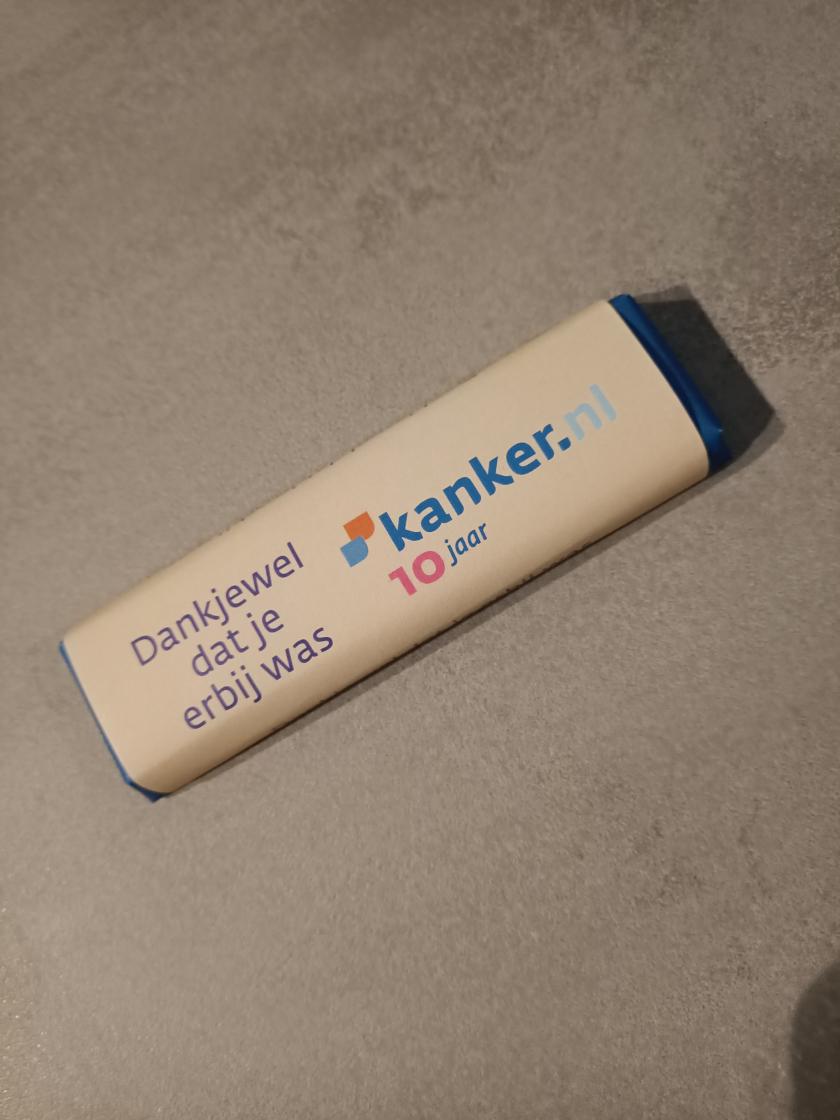 Dankjewel
dat je
erbij was
kanker.nl
10 jaar